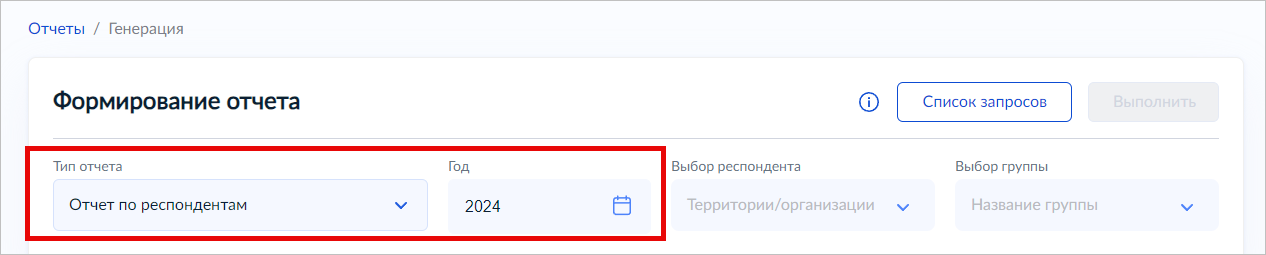 Отчеты / Генерация
Формирование отчета
Список запросов
Выполнить
Тип отчета
Год
Выбор респондента
Выбор группы
Отчет по респондентам
2024
Территории/организации
Название группы